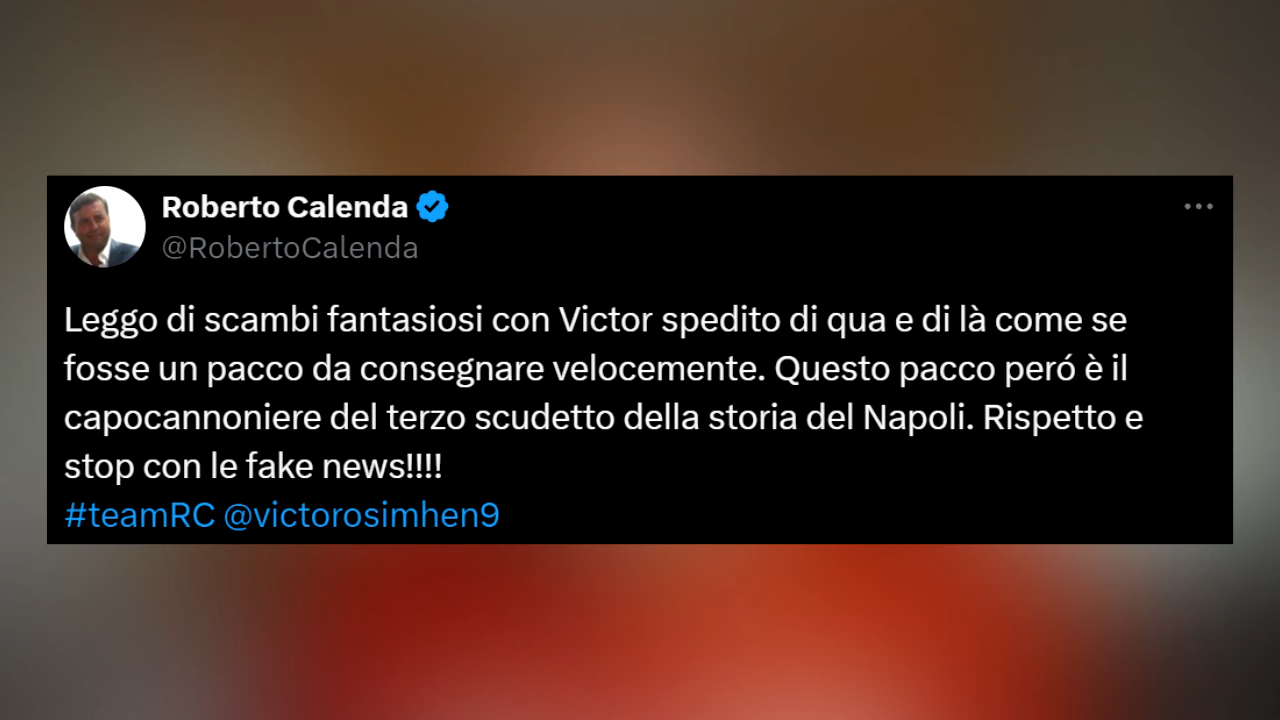 Roberto Calenda
@RobertoCalenda
Leggo di scambi fantasiosi con Victor spedito di qua e di là come se
fosse un pacco da consegnare velocemente. Questo pacco peró è il
capocannoniere del terzo scudetto della storia del Napoli. Rispetto e
stop con le fake news!!!!
#teamRC @victorosimhen9